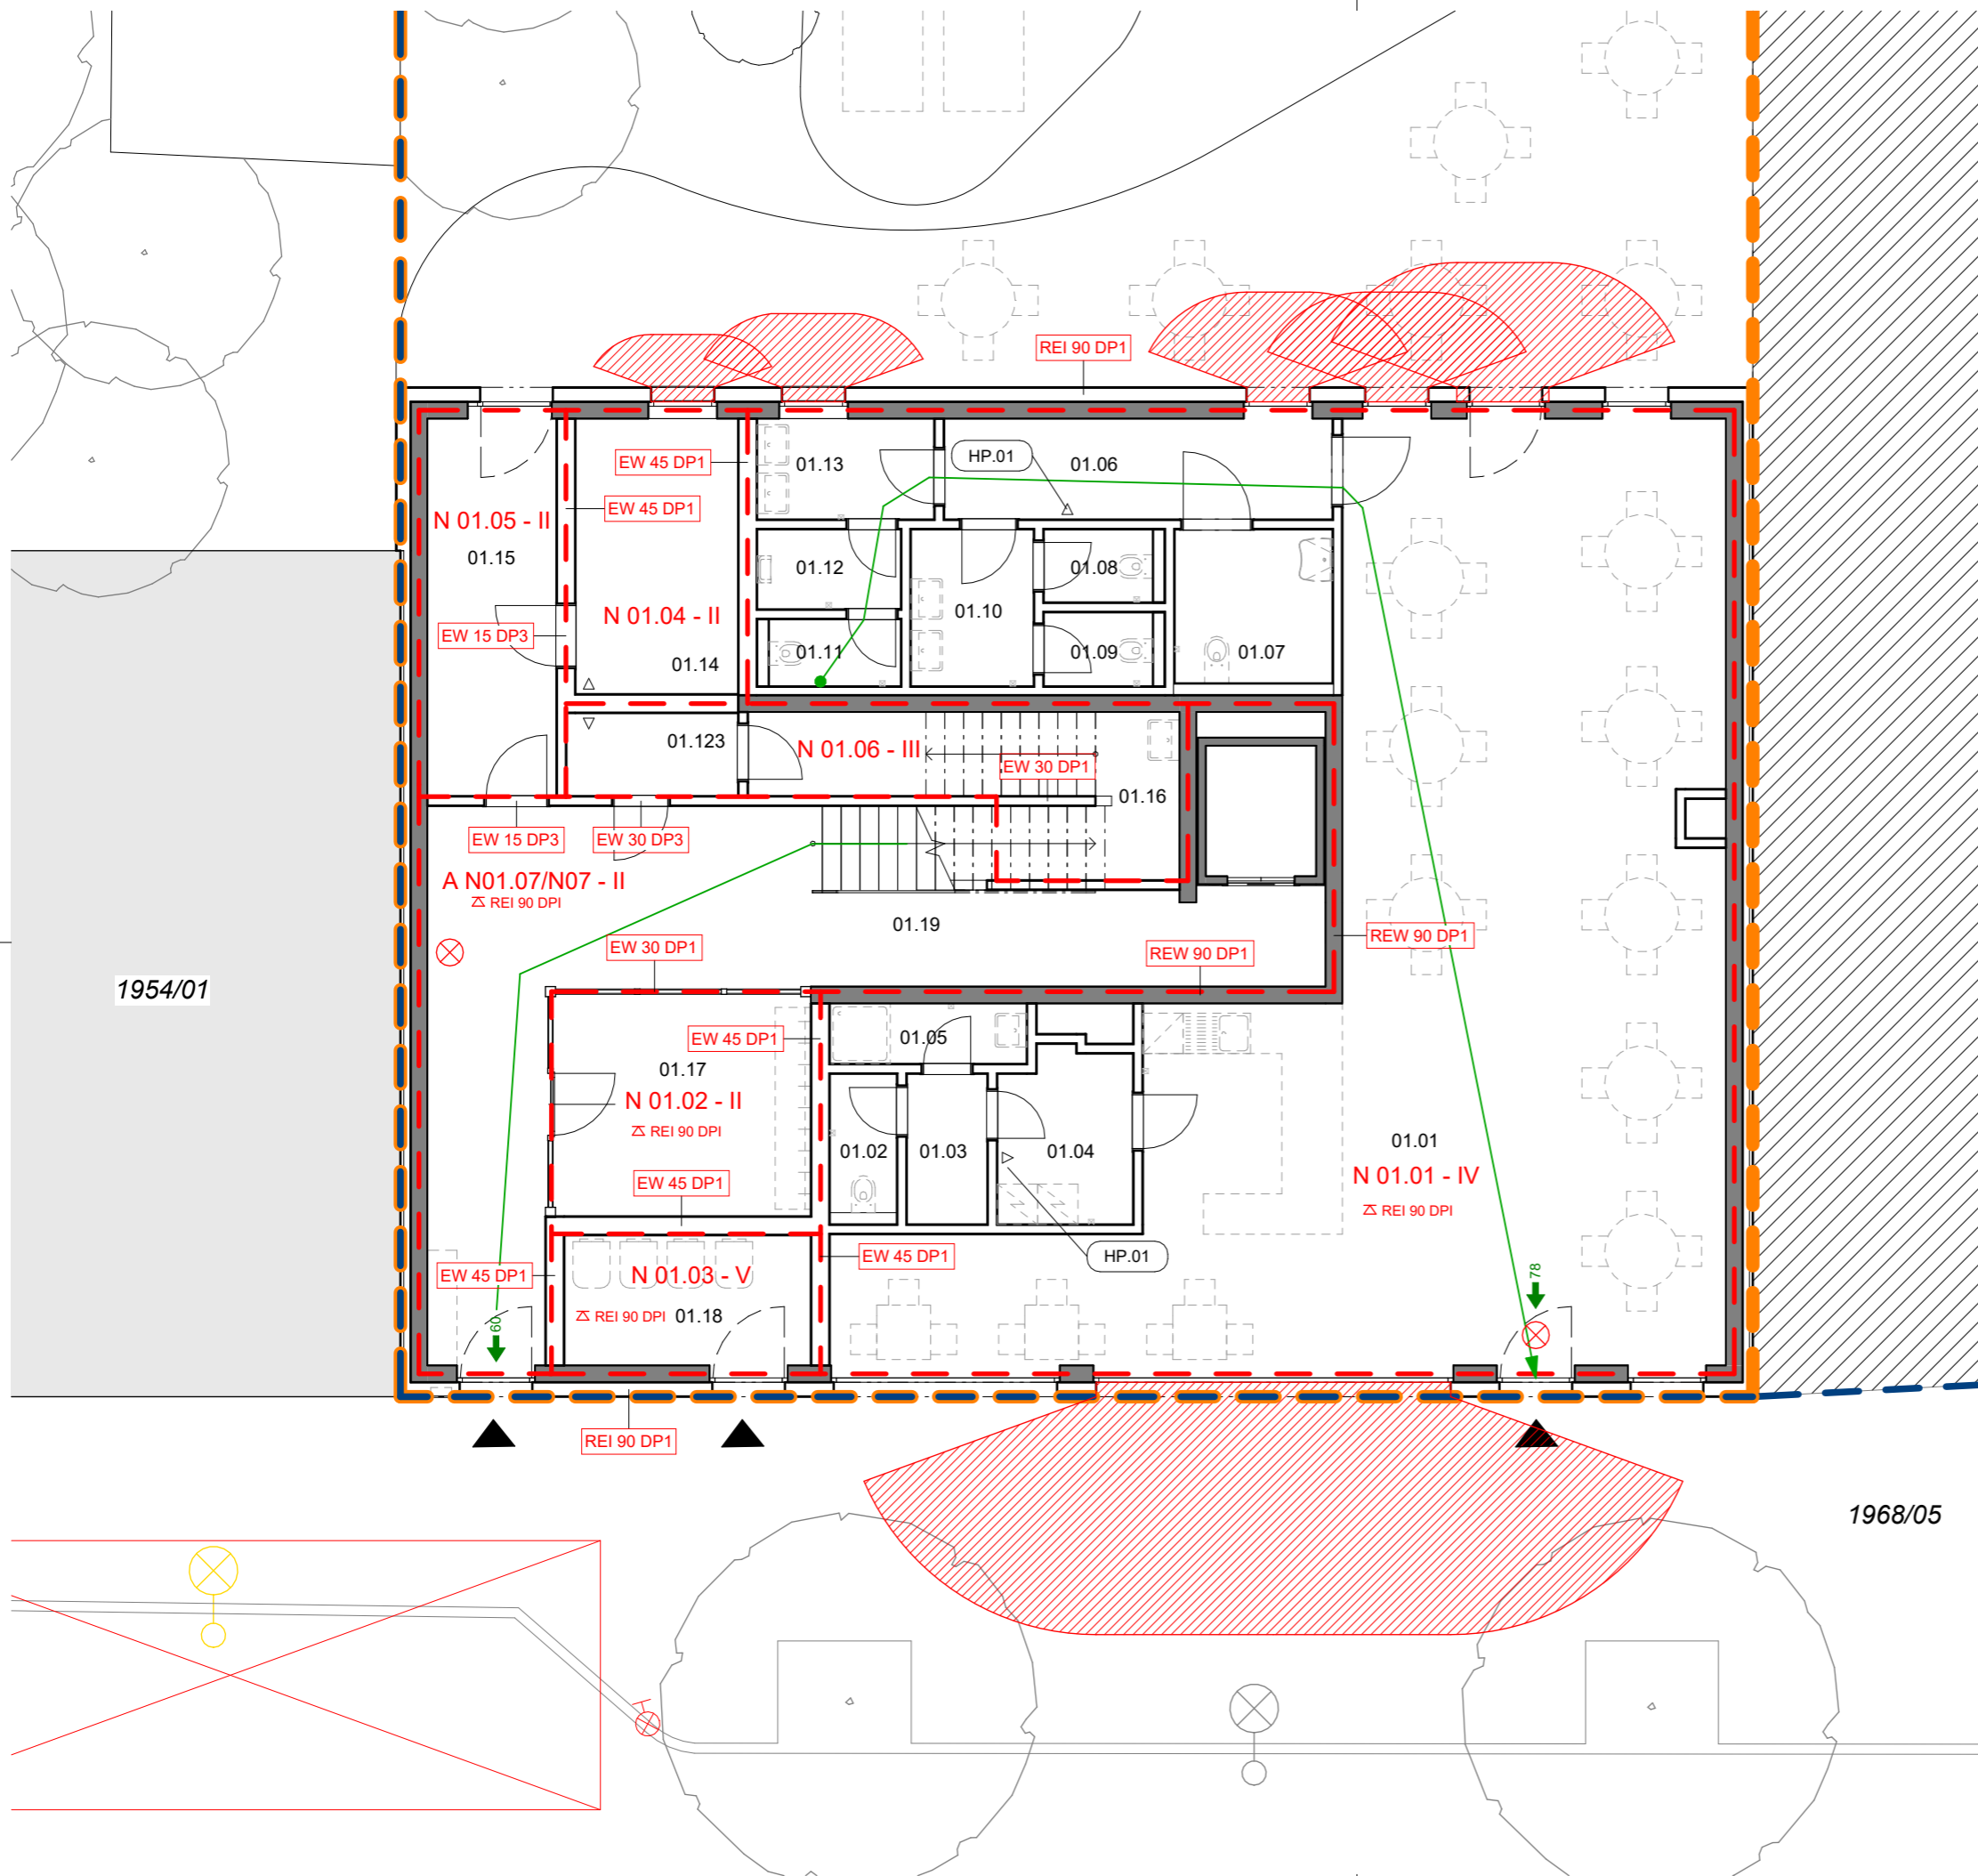 REI 90 DP1
EW 45 DP1
01.13
HP.01
01.06
EW 45 DP1
N 01.05 - II
01.15
01.12
01.08
N 01.04 - II
01.10
EW 15 DP3
01.14
01.11
01.09
01.07
01.123
N 01.06 - III
EW 30 DP1
01.16
EW 15 DP3
EW 30 DP3
A N01.07/N07 - II
REI 90 DPI
01.19
EW 30 DP1
REW 90 DP1
REW 90 DP1
1954/01
EW 45 DP1
01.05
01.17
N 01.02 - II
REI 90 DPI
01.02
01.03
01.04
01.01
N 01.01 - IV
REI 90 DPI
EW 45 DP1
EW 45 DP1
HP.01
EW 45 DP1
N 01.03 - V
REI 90 DPI
01.18
60
78
REI 90 DP1
1968/05